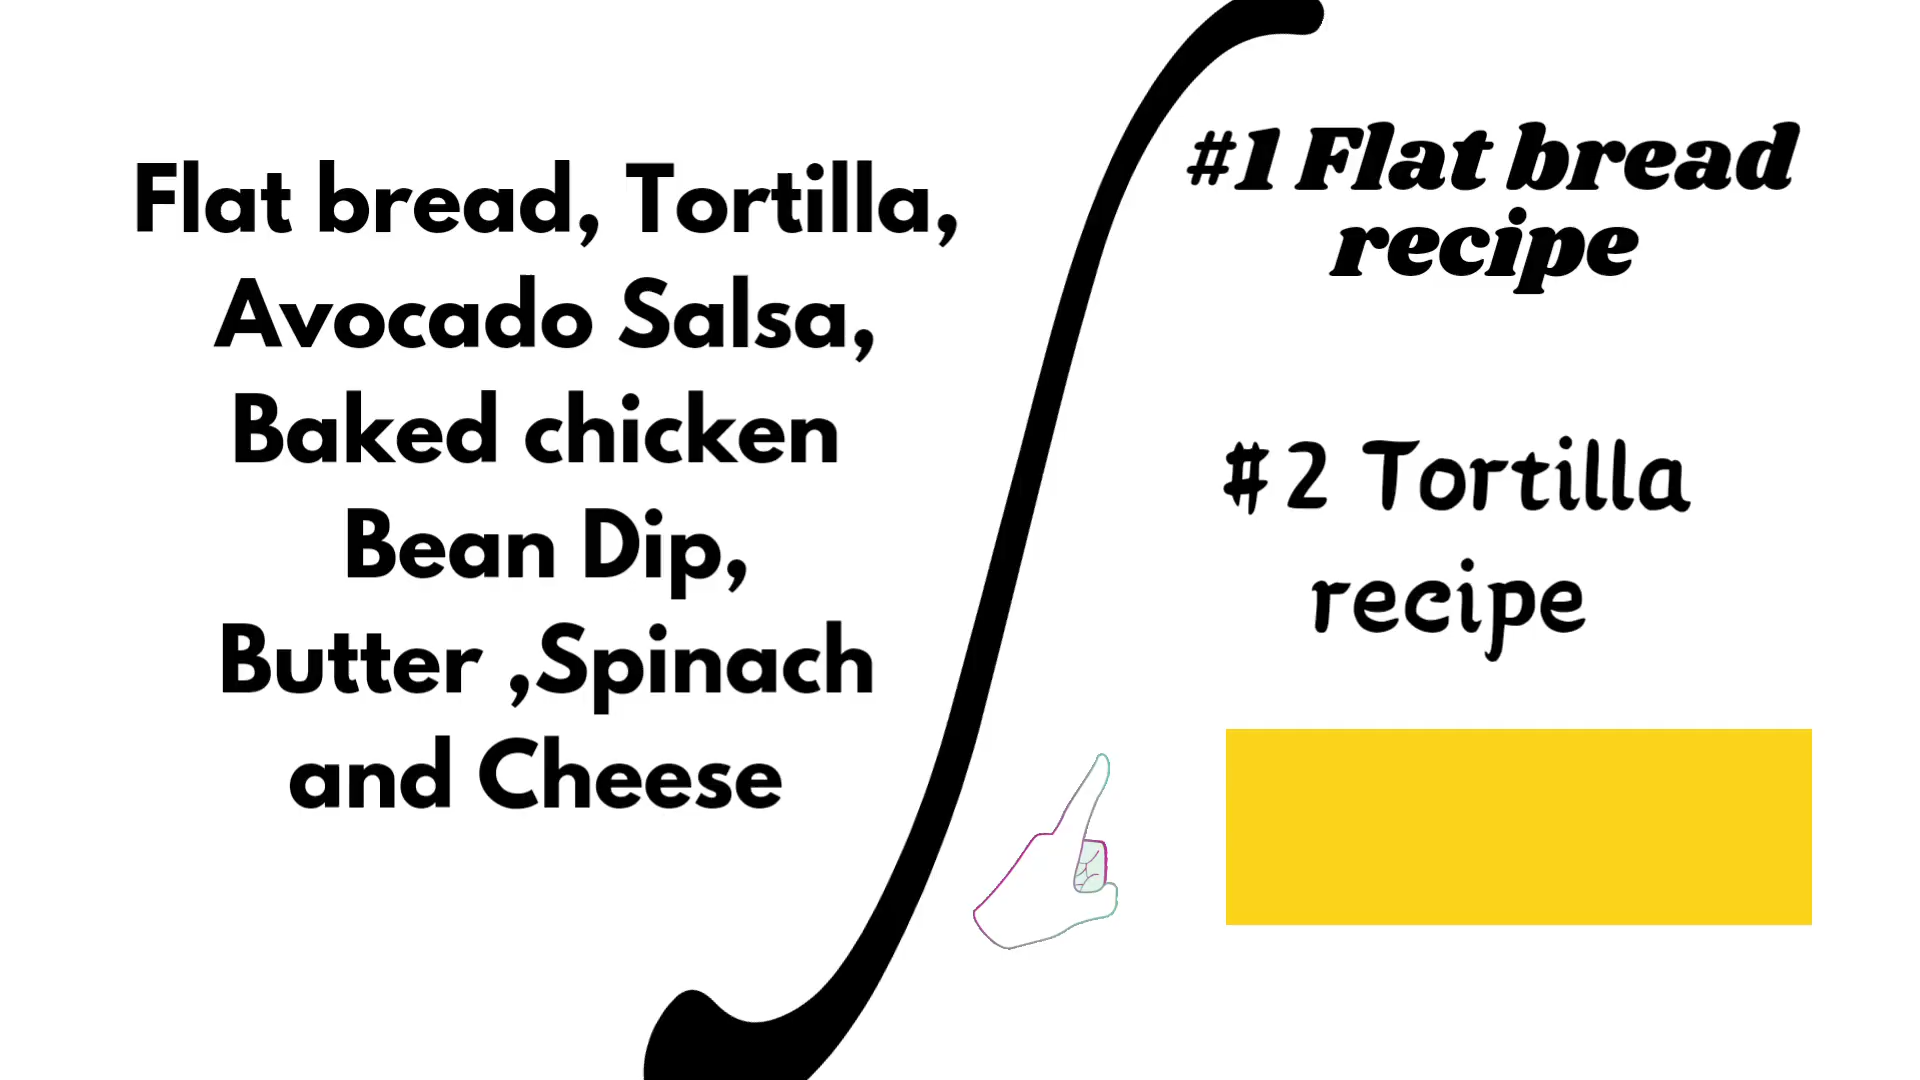 Flat bread, Tortilla,
Avocado Salsa,
Baked chicken
Bean Dip,
Butter ,Spinach
and Cheese
#1 Flat bread
recipe
#2 Tortilla
recipe